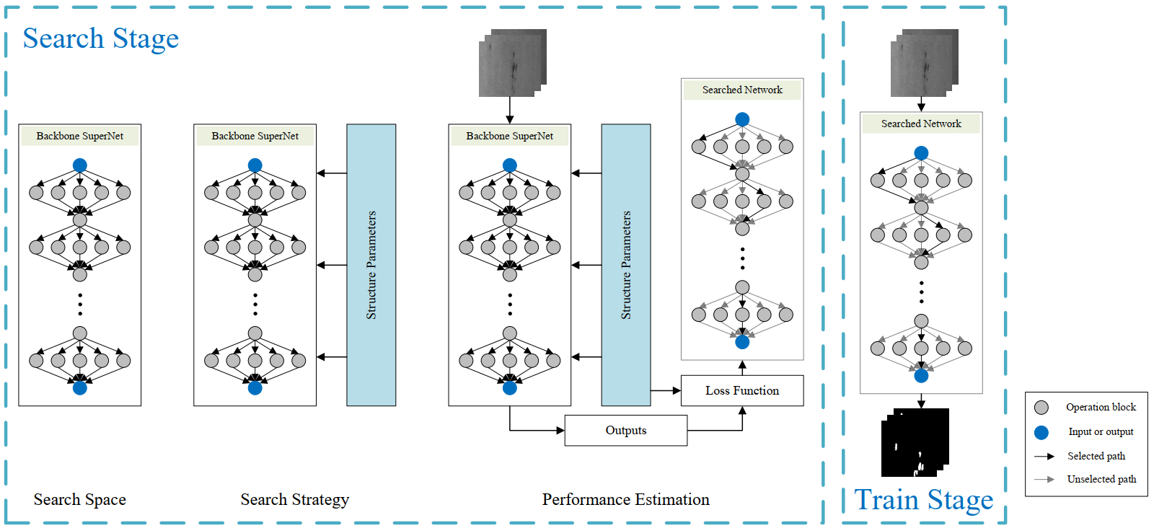 Search Stage
Backbone SuperNet
Backbone SuperNet
Structure Parameters
Backbone SuperNet
Structure Parameters
Searched Network
Loss Function
Outputs
Search Space
Search Strategy
Performance Estimation
Searched Network
Train Stage
Operation block
Input or output
Selected path
Unselected path